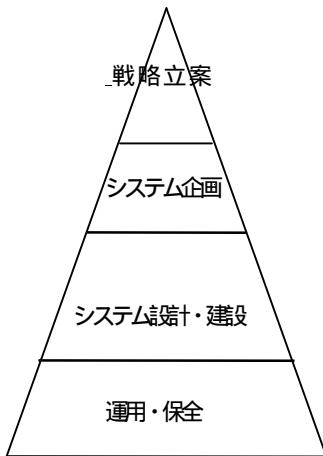 戦略立案
システム企画
システム設計・建設
運用・保全